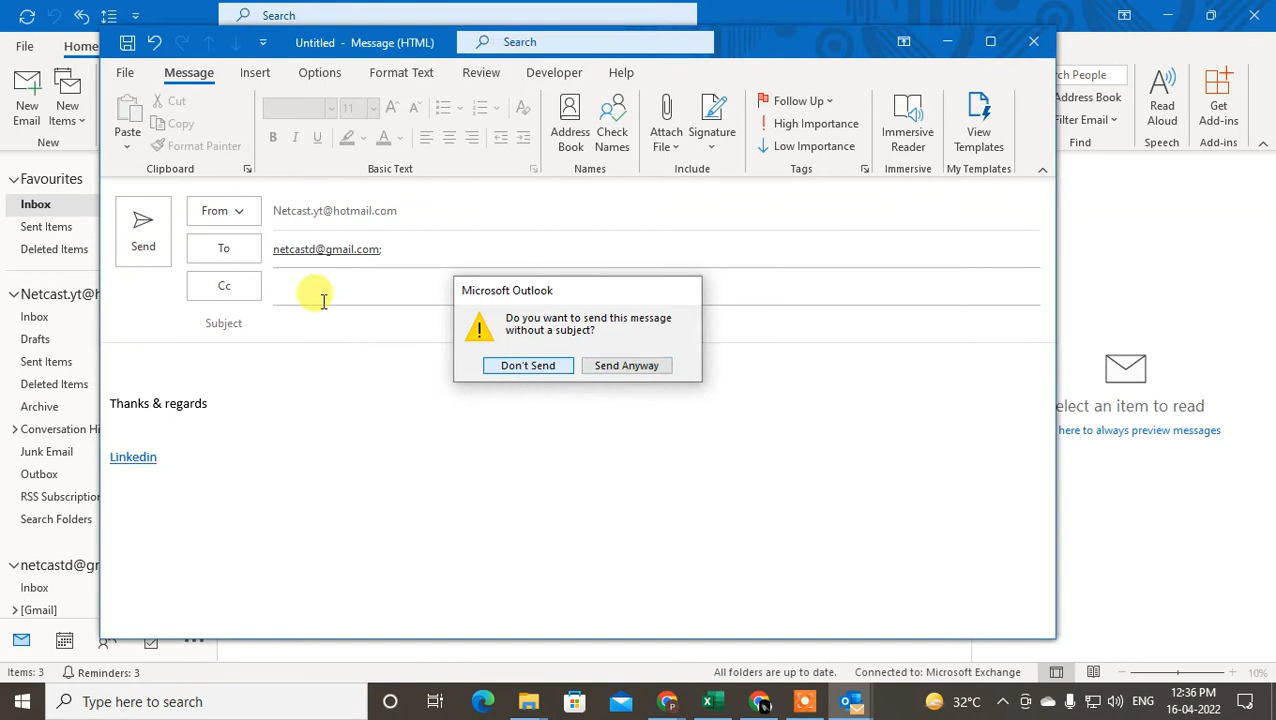 Search
File
Home
New Email
New Items
New
Search People
Address Book
Filter Email
Find
Read Aloud
Speech
Get Add-ins
Add-ins
Untitled - Message (HTML)
Search
File Message Insert Options Format Text Review Developer Help
Paste
Cut
Copy
Format Painter
Clipboard
11
B I U
A
Basic Text
Address Book
Check Names
Names
Attach File
Signature
Include
Follow Up
High Importance
Low Importance
Tags
Immersive Reader
Immersive
View Templates
My Templates
Send
From
Netcast.yt@hotmail.com
To
netcastd@gmail.com;
Cc
Subject
Microsoft Outlook
Do you want to send this message
without a subject?
Don't Send
Send Anyway
Thanks & regards
Linkedin
Favourites
Inbox
Sent Items
Deleted Items
Netcast.yt@h
Inbox
Drafts
Sent Items
Deleted Items
Archive
Conversation Hi
Junk Email
Outbox
RSS Subscription
Search Folders
netcastd@gm
Inbox
[Gmail]
elect an item to read
here to always preview messages
Items: 3
Reminders: 3
All folders are up to date.
Connected to: Microsoft Exchange
10%
Type here to search
32°C
ENG
12:36 PM
16-04-2022